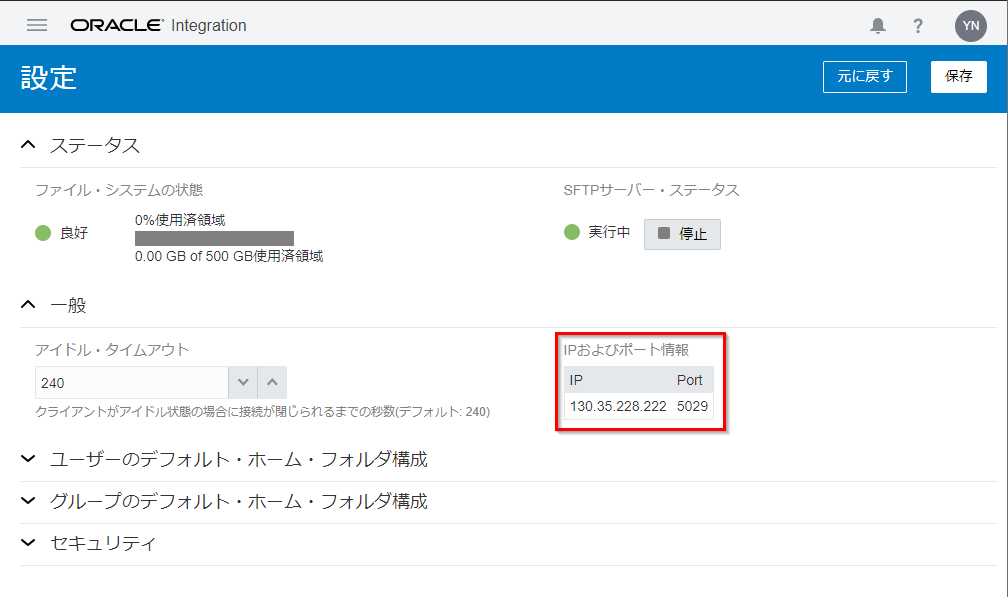 ORACLE Integration
?
YN
設定
元に戻す
保存
ステータス
ファイル・システムの状態
良好
0%使用済領域
0.00 GB of 500 GB使用済領域
SFTPサーバー・ステータス
実行中
停止
一般
アイドル・タイムアウト
240
クライアントがアイドル状態の場合に接続が閉じられるまでの秒数(デフォルト: 240)
IPおよびポート情報
IP Port
130.35.228.222 5029
ユーザーのデフォルト・ホーム・フォルダ構成
グループのデフォルト・ホーム・フォルダ構成
セキュリティ